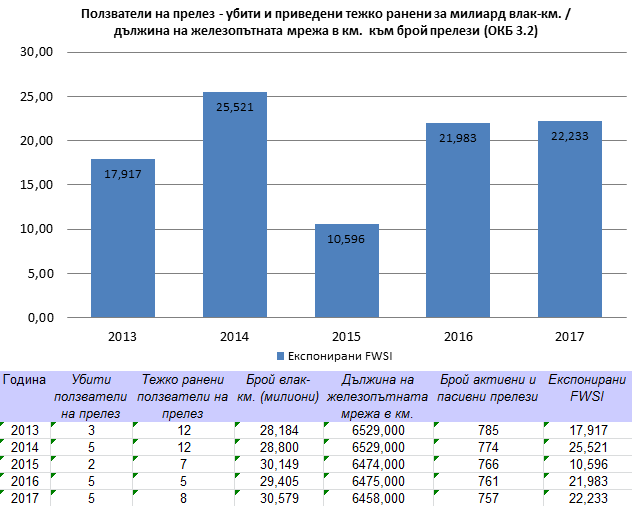 Ползватели на прелез - убити и приведени тежко ранени за милиард влак-км. /
дължина на железопътната мрежа в км. към брой прелези (ОКБ 3.2)
30,00
25,00
20,00
15,00
10,00
5,00
0,00
17,917
25,521
10,596
21,983
22,233
2013 2014 2015 2016 2017
Експонирани FWSI
Година Убити ползватели на прелез Тежко ранени ползватели на прелез Брой влак-км. (милиони) Дължина на железопътната мрежа в км. Брой активни и пасивни прелези Експонирани FWSI
2013 3 12 28,184 6529,000 785 17,917
2014 5 12 28,800 6529,000 774 25,521
2015 2 7 30,149 6474,000 766 10,596
2016 5 5 29,405 6475,000 761 21,983
2017 5 8 30,579 6458,000 757 22,233